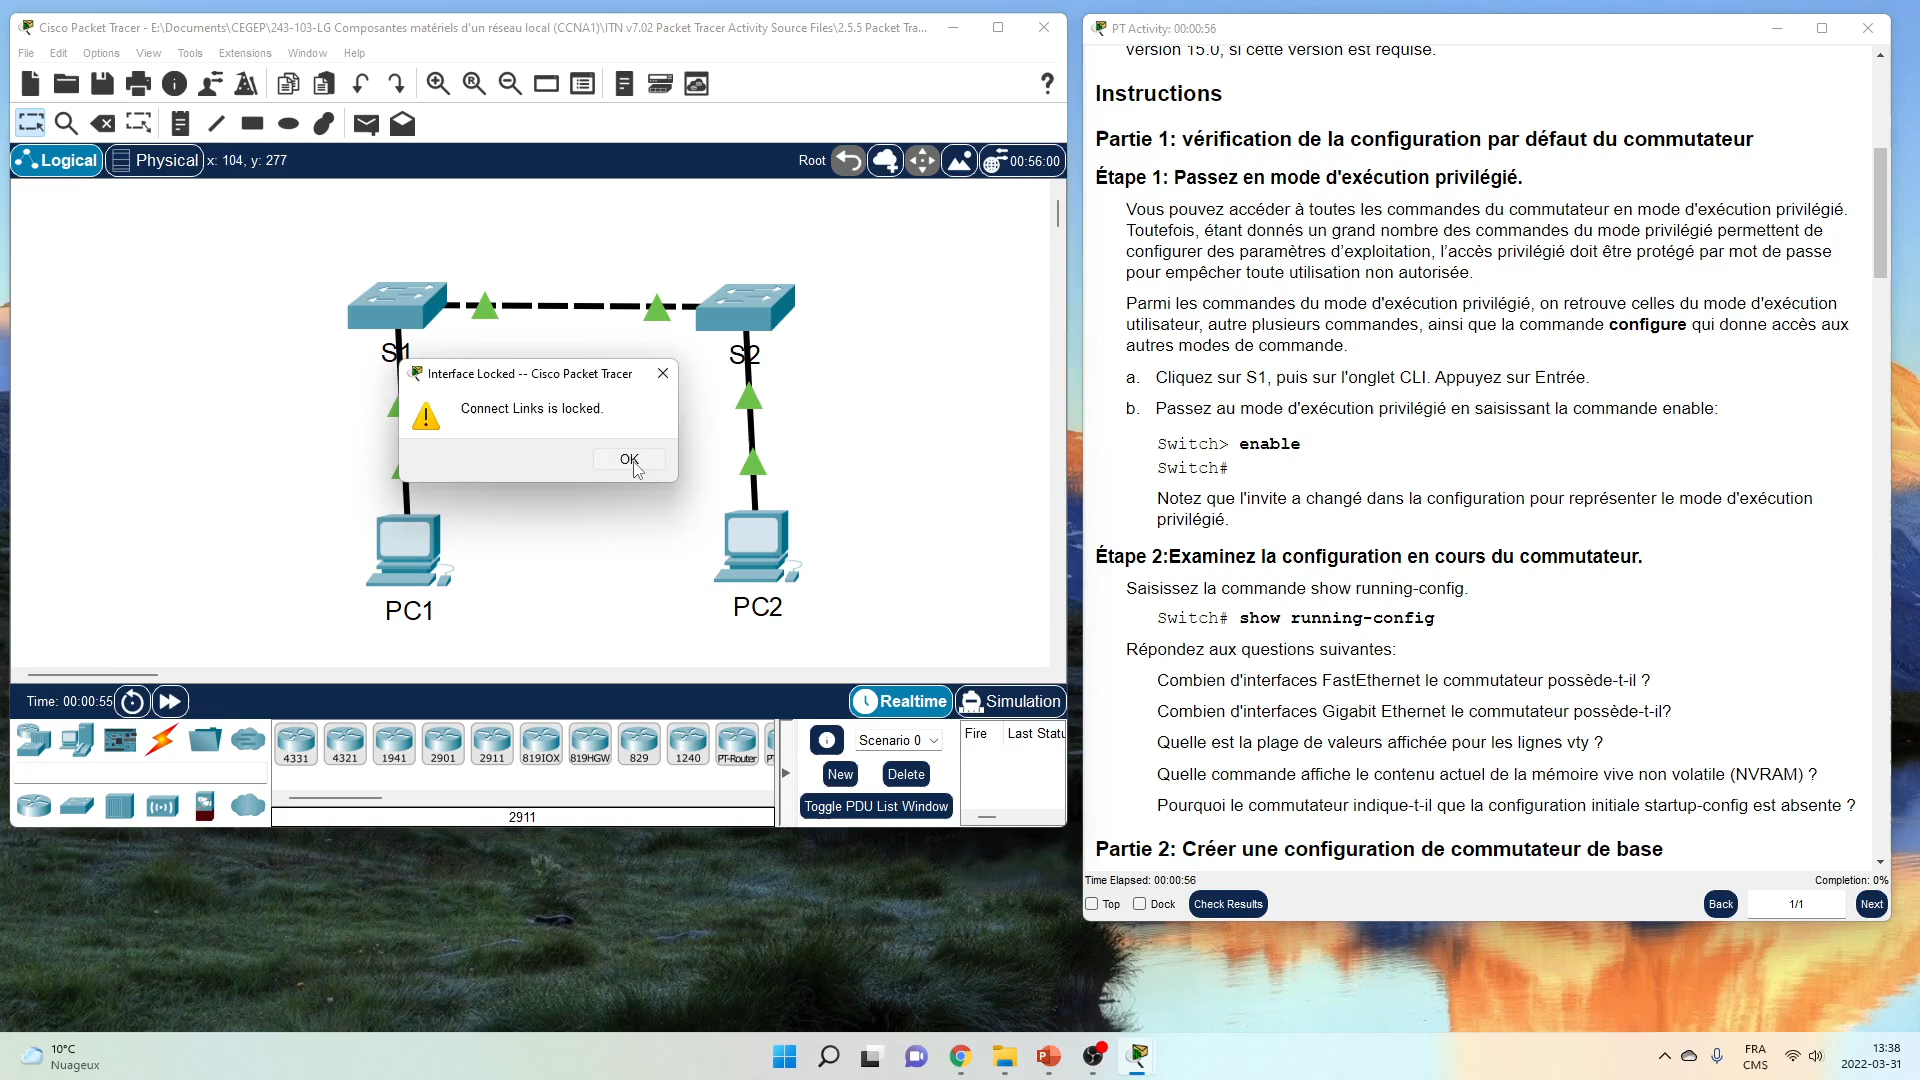 Cisco Packet Tracer - E:\Documents\CEGEP\243-103-LG Composantes matériels d'un réseau local (CCNA1)\ITN v7.02 Packet Tracer Activity Source Files\2.5.5 Packet Tra...
File Edit Options View Tools Extensions Window Help
Logical Physical x: 104, y: 277 Root 00:56:00
S1
S2
Interface Locked -- Cisco Packet Tracer
Connect Links is locked.
OK
PC1
PC2
Time: 00:00:55 Realtime Simulation
4331 4321 1941 2901 2911 819IOX 819HGW 829 1240 PT-Router
2911
Scenario 0
New Delete
Toggle PDU List Window
Fire Last Statu
PT Activity: 00:00:56
version 15.0, si cette version est requise.
Instructions
Partie 1: vérification de la configuration par défaut du commutateur
Étape 1: Passez en mode d'exécution privilégié.
Vous pouvez accéder à toutes les commandes du commutateur en mode d'exécution privilégié.
Toutefois, étant donnés un grand nombre des commandes du mode privilégié permettent de
configurer des paramètres d'exploitation, l'accès privilégié doit être protégé par mot de passe
pour empêcher toute utilisation non autorisée.
Parmi les commandes du mode d'exécution privilégié, on retrouve celles du mode d'exécution
utilisateur, autre plusieurs commandes, ainsi que la commande configure qui donne accès aux
autres modes de commande.
a. Cliquez sur S1, puis sur l'onglet CLI. Appuyez sur Entrée.
b. Passez au mode d'exécution privilégié en saisissant la commande enable:
Switch> enable
Switch#
Notez que l'invite a changé dans la configuration pour représenter le mode d'exécution
privilégié.
Étape 2:Examinez la configuration en cours du commutateur.
Saisissez la commande show running-config.
Switch# show running-config
Répondez aux questions suivantes:
Combien d'interfaces FastEthernet le commutateur possède-t-il ?
Combien d'interfaces Gigabit Ethernet le commutateur possède-t-il?
Quelle est la plage de valeurs affichée pour les lignes vty ?
Quelle commande affiche le contenu actuel de la mémoire vive non volatile (NVRAM) ?
Pourquoi le commutateur indique-t-il que la configuration initiale startup-config est absente ?
Partie 2: Créer une configuration de commutateur de base
Time Elapsed: 00:00:56 Completion: 0%
Top Dock Check Results Back 1/1 Next
10°C
Nuageux
FRA
CMS
13:38
2022-03-31